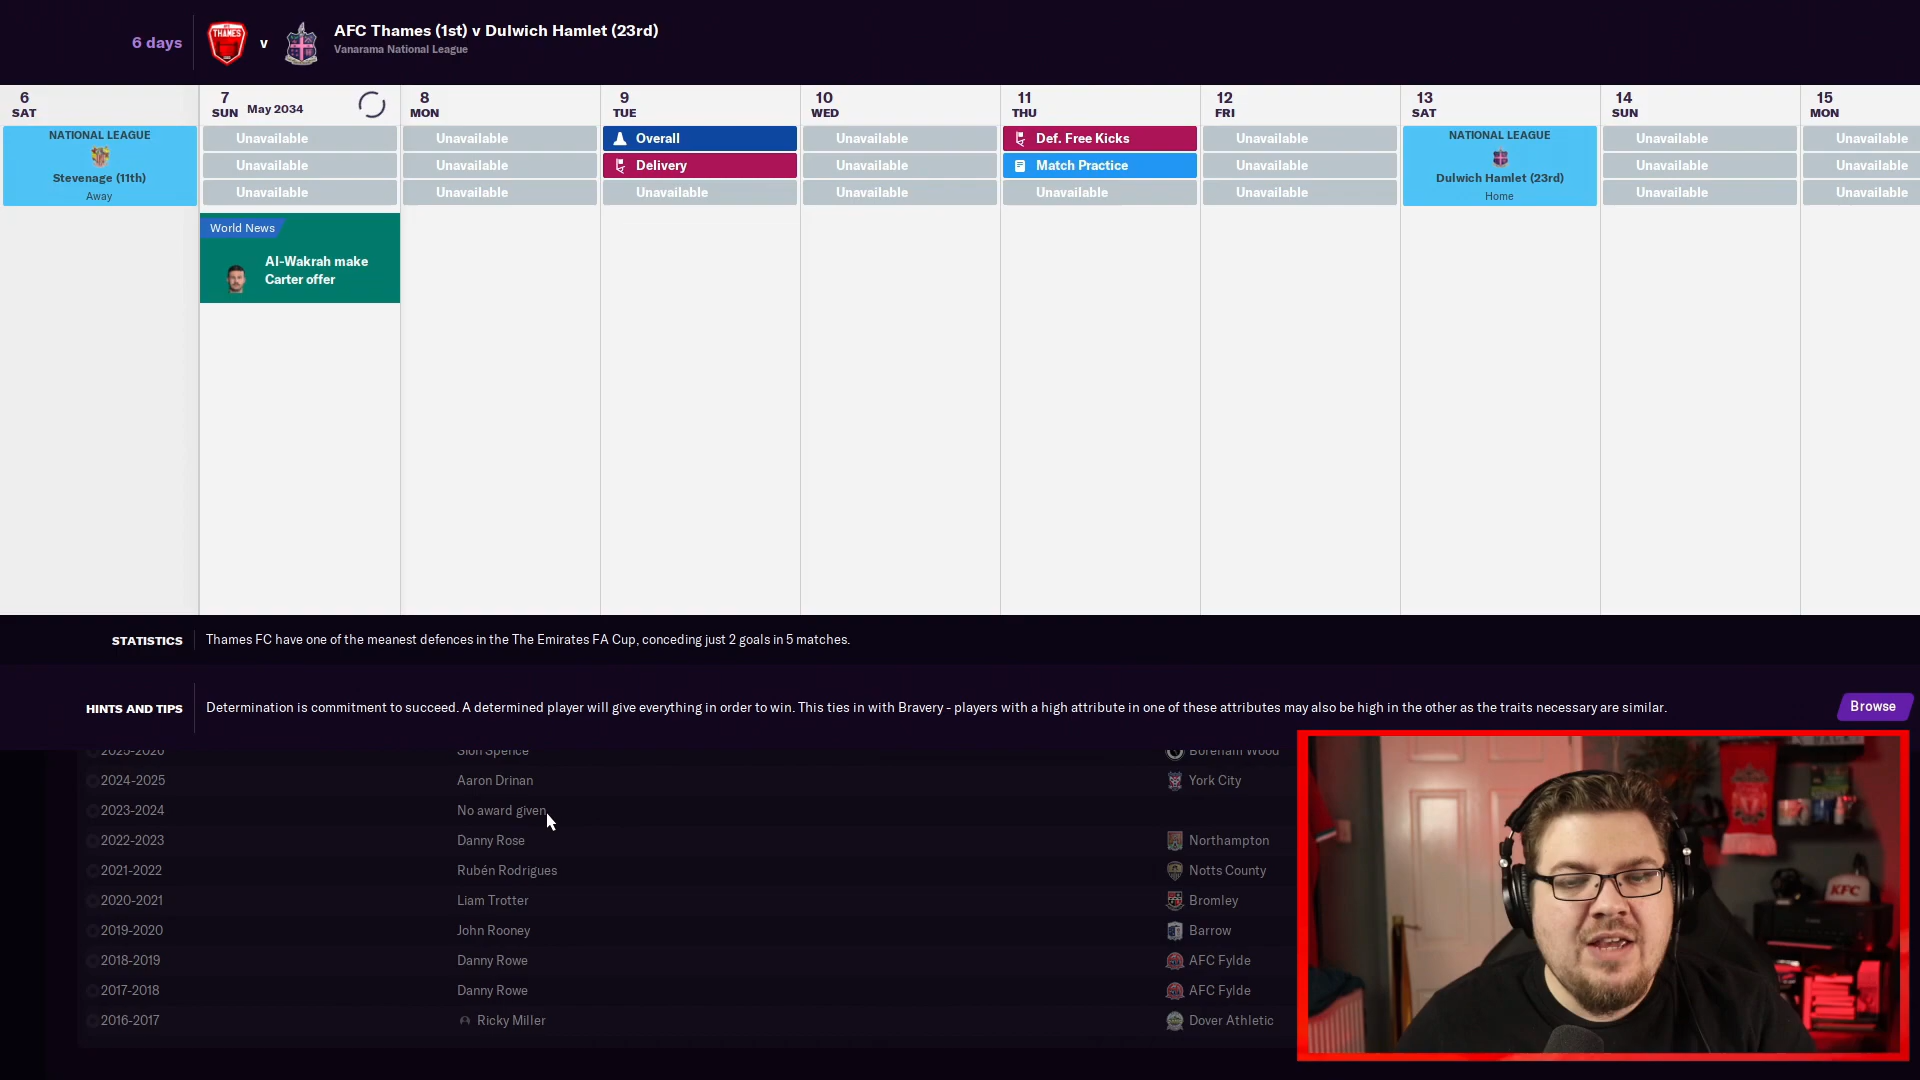 6 days
THAMES
v
AFC Thames (1st) v Dulwich Hamlet (23rd)
Vanarama National League
6
SAT
7
SUN May 2034
8
MON
9
TUE
10
WED
11
THU
12
FRI
13
SAT
14
SUN
15
MON
NATIONAL LEAGUE
Stevenage (11th)
Away
Unavailable
Unavailable
Unavailable
Unavailable
Unavailable
Unavailable
Overall
Delivery
Unavailable
Unavailable
Unavailable
Unavailable
Def. Free Kicks
Match Practice
Unavailable
Unavailable
Unavailable
Unavailable
NATIONAL LEAGUE
Dulwich Hamlet (23rd)
Home
Unavailable
Unavailable
Unavailable
Unavailable
Unavailable
Unavailable
World News
Al-Wakrah make
Carter offer
STATISTICS
Thames FC have one of the meanest defences in the The Emirates FA Cup, conceding just 2 goals in 5 matches.
HINTS AND TIPS
Determination is commitment to succeed. A determined player will give everything in order to win. This ties in with Bravery - players with a high attribute in one of these attributes may also be high in the other as the traits necessary are similar.
Browse
2025-2026 Sion Spence Boreham Wood
2024-2025 Aaron Drinan York City
2023-2024 No award given
2022-2023 Danny Rose Northampton
2021-2022 Rubén Rodrigues Notts County
2020-2021 Liam Trotter Bromley
2019-2020 John Rooney Barrow
2018-2019 Danny Rowe AFC Fylde
2017-2018 Danny Rowe AFC Fylde
2016-2017 Ricky Miller Dover Athletic
KFC